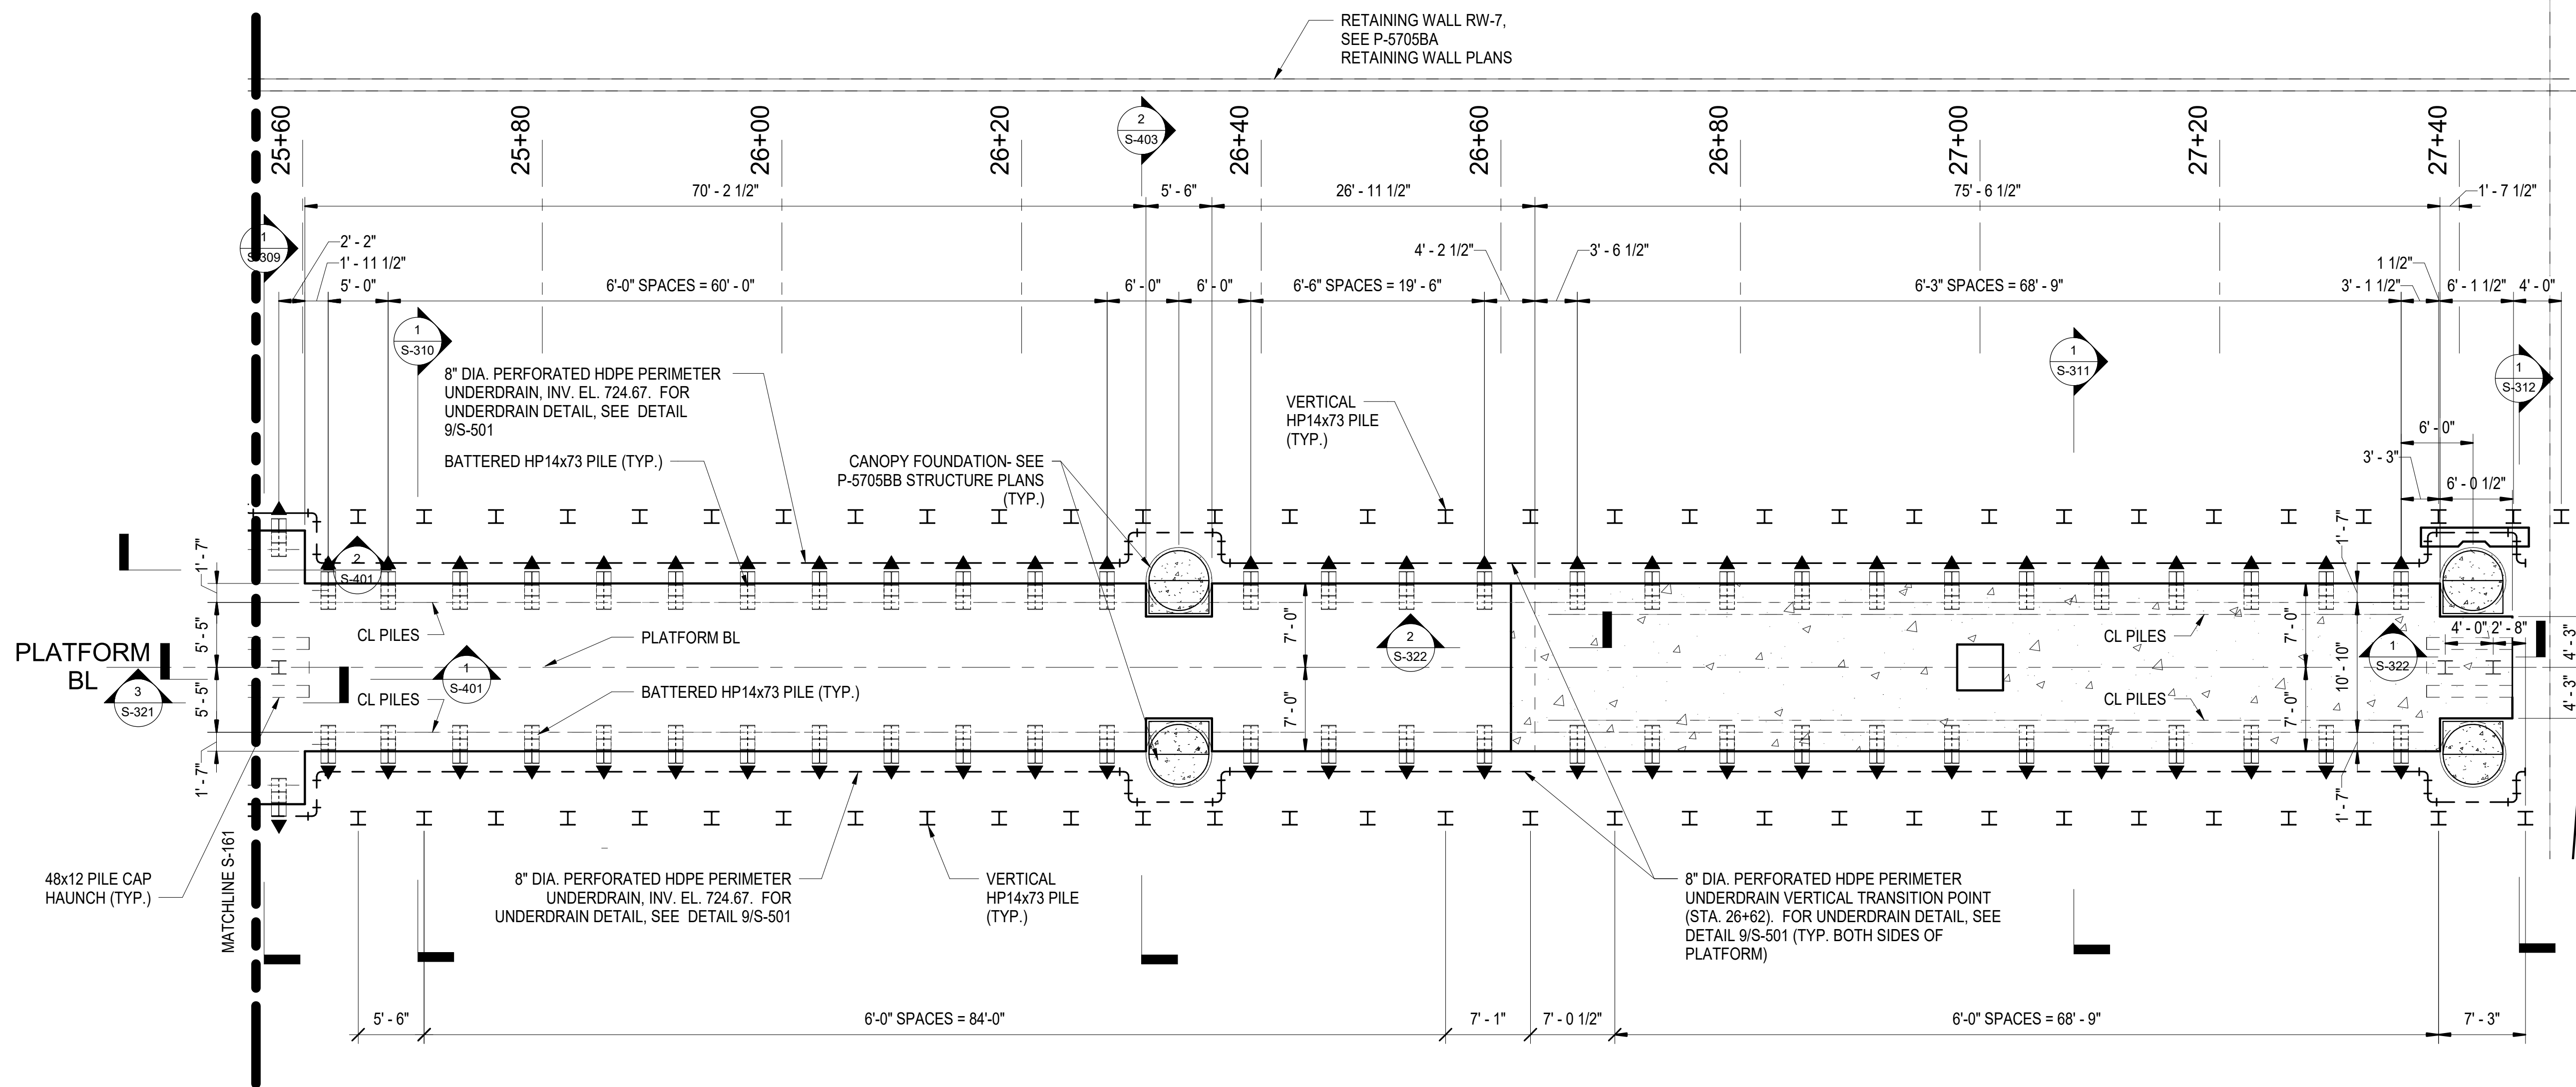 RETAINING WALL RW-7,
SEE P-5705BA
RETAINING WALL PLANS
25+60
25+80
26+00
26+20
26+40
26+60
26+80
27+00
27+20
27+40
2
S-403
70' - 2 1/2"
5' - 6"
26' - 11 1/2"
75' - 6 1/2"
1' - 7 1/2"
1
S-309
2' - 2"
1' - 11 1/2"
5' - 0"
6'-0" SPACES = 60' - 0"
6' - 0"
6' - 0"
6'-6" SPACES = 19' - 6"
4' - 2 1/2"
3' - 6 1/2"
6'-3" SPACES = 68' - 9"
1 1/2"
3' - 1 1/2"
6' - 1 1/2"
4' - 0"
1
S-310
1
S-311
1
S-312
8" DIA. PERFORATED HDPE PERIMETER
UNDERDRAIN, INV. EL. 724.67. FOR
UNDERDRAIN DETAIL, SEE DETAIL
9/S-501
BATTERED HP14x73 PILE (TYP.)
CANOPY FOUNDATION- SEE
P-5705BB STRUCTURE PLANS
(TYP.)
VERTICAL
HP14x73 PILE
(TYP.)
6' - 0"
3' - 3"
6' - 0 1/2"
1' - 7"
5' - 5"
5' - 5"
1' - 7"
2
S-401
CL PILES
PLATFORM BL
1
S-401
CL PILES
BATTERED HP14x73 PILE (TYP.)
PLATFORM
BL
3
S-321
7' - 0"
7' - 0"
2
S-322
CL PILES
CL PILES
7' - 0"
7' - 0"
1' - 7"
10' - 10"
1' - 7"
1
S-322
4' - 0"
2' - 8"
4' - 3"
4' - 3"
48x12 PILE CAP
HAUNCH (TYP.)
MATCHLINE S-161
8" DIA. PERFORATED HDPE PERIMETER
UNDERDRAIN, INV. EL. 724.67. FOR
UNDERDRAIN DETAIL, SEE DETAIL 9/S-501
VERTICAL
HP14x73 PILE
(TYP.)
8" DIA. PERFORATED HDPE PERIMETER
UNDERDRAIN VERTICAL TRANSITION POINT
(STA. 26+62). FOR UNDERDRAIN DETAIL, SEE
DETAIL 9/S-501 (TYP. BOTH SIDES OF
PLATFORM)
5' - 6"
6'-0" SPACES = 84'-0"
7' - 1"
7' - 0 1/2"
6'-0" SPACES = 68' - 9"
7' - 3"